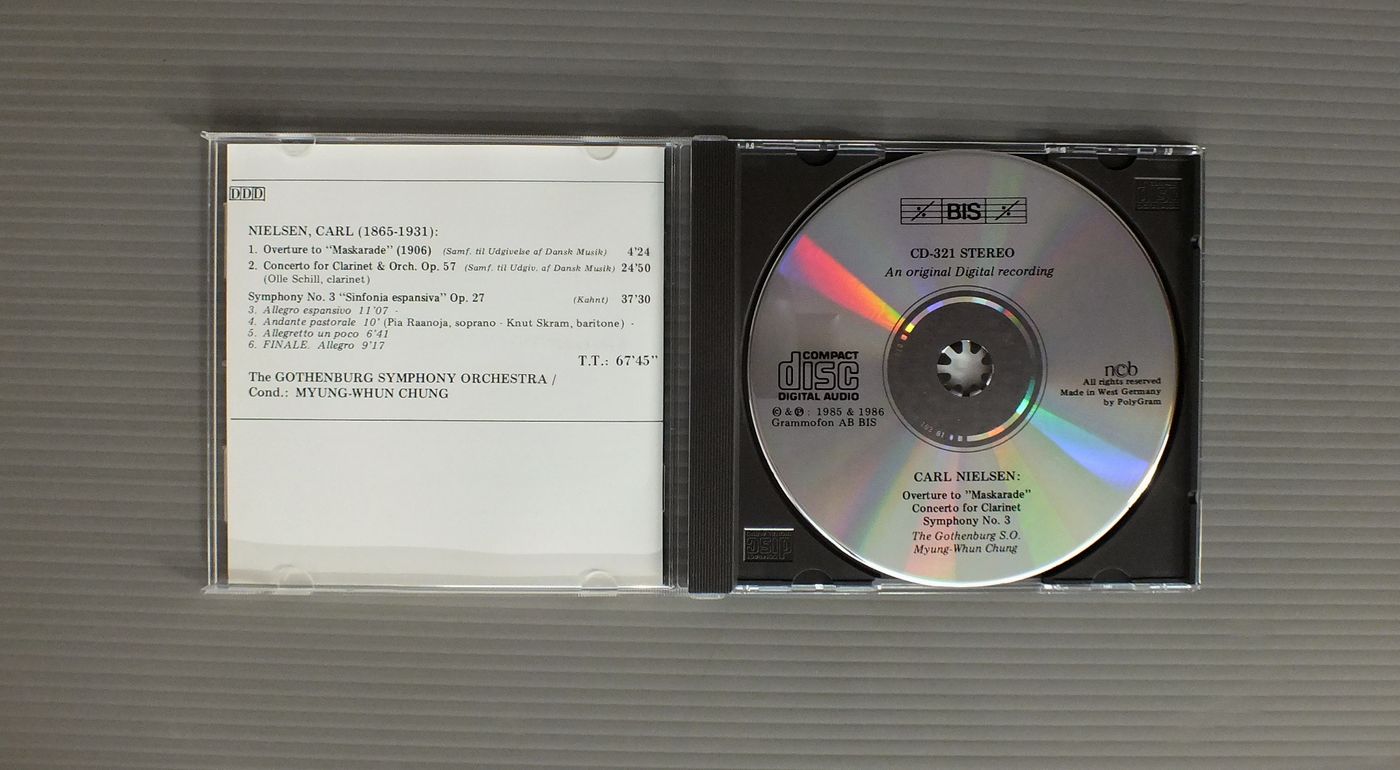 DDD
NIELSEN, CARL (1865-1931):
1. Overture to "Maskarade" (1906) (Samf. til Udgivelse af Dansk Musik) 4'24
2. Concerto for Clarinet & Orch. Op. 57 (Samf. til Udgiv. af Dansk Musik) 24'50
(Olle Schill, clarinet)
Symphony No. 3 "Sinfonia espansiva" Op. 27 (Kahnt) 37'30
3. Allegro espansivo 11'07 -
4. Andante pastorale 10' (Pia Raanoja, soprano - Knut Skram, baritone) -
5. Allegretto un poco 6'41
6. FINALE. Allegro 9'17
T.T.: 67'45"
The GOTHENBURG SYMPHONY ORCHESTRA /
Cond.: MYUNG-WHUN CHUNG
BIS
CD-321 STEREO
An original Digital recording
COMPACT
disc
DIGITAL AUDIO
© & ℗ : 1985 & 1986
Grammofon AB BIS
ncb
All rights reserved
Made in West Germany
by PolyGram
CARL NIELSEN:
Overture to "Maskarade"
Concerto for Clarinet
Symphony No. 3
The Gothenburg S.O.
Myung-Whun Chung